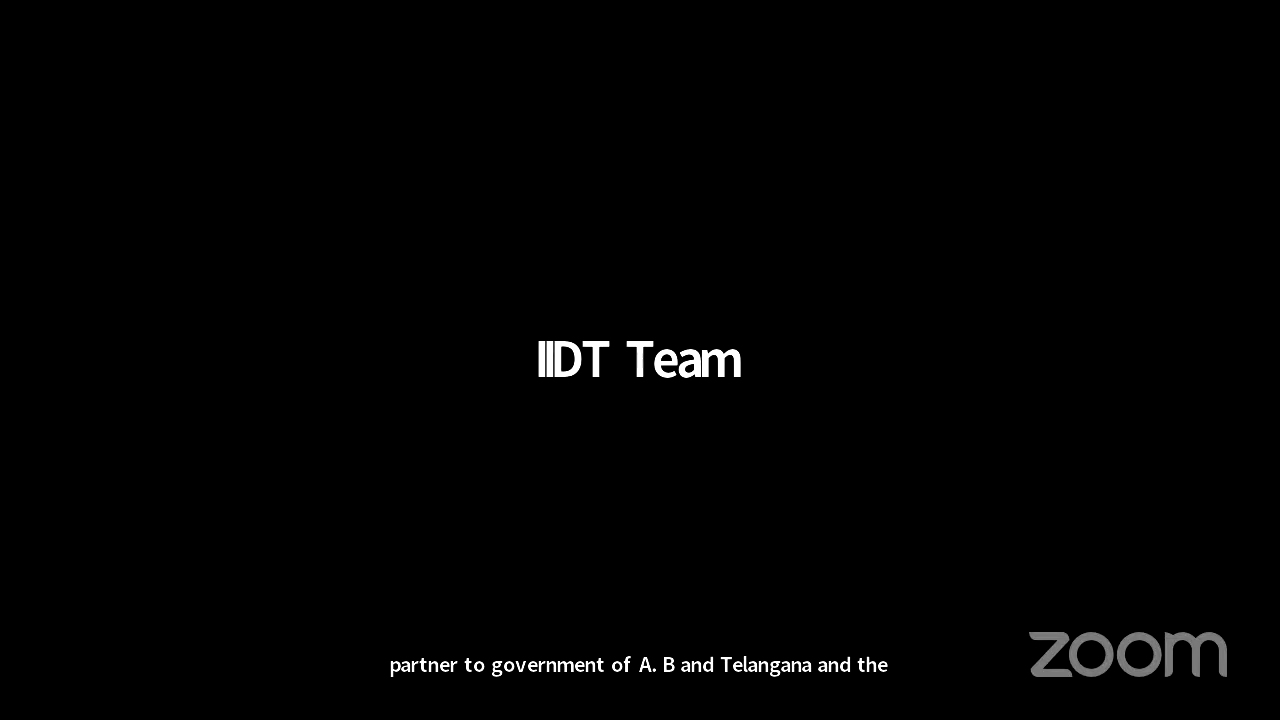 IIDT Team
partner to government of A. B and Telangana and the
zoom